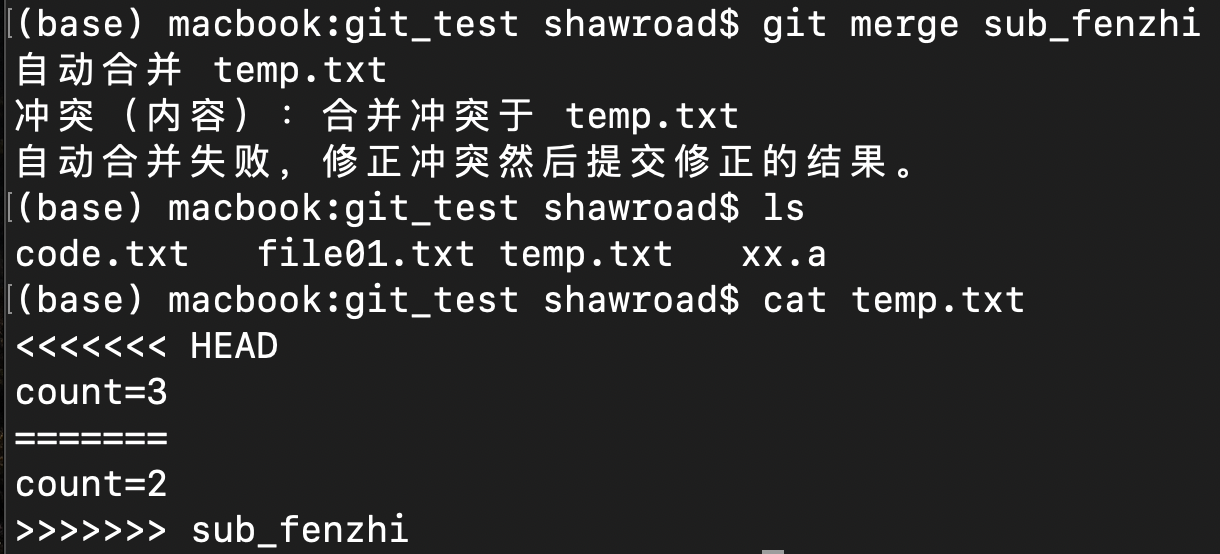 (base) macbook:git_test shawroad$ git merge sub_fenzhi
自动合并 temp.txt
冲突（内容）：合并冲突于 temp.txt
自动合并失败，修正冲突然后提交修正的结果。
(base) macbook:git_test shawroad$ ls
code.txt   file01.txt temp.txt   xx.a
(base) macbook:git_test shawroad$ cat temp.txt
<<<<<<< HEAD
count=3
=======
count=2
>>>>>>> sub_fenzhi